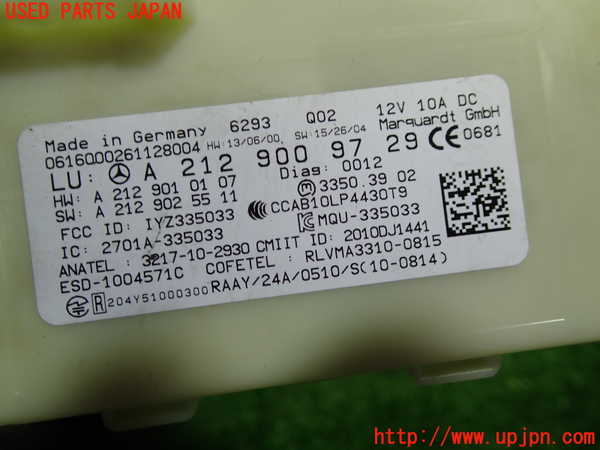 USED PARTS JAPAN
Made in Germany 6293 Q02 12V 10A DC
0616Q00261128004 HW:13/06/00, SW:15/26/04 Marquardt GmbH
LU: A 212 900 97 29 CE 0681
HW: A 212 901 01 07 Diag: 0012
SW: A 212 902 55 11 3350.39 02
FCC ID: IYZ335033 CCAB10LP4430T9
IC: 2701A-335033 MQU-335033
ANATEL: 3217-10-2930 CMIIT ID: 2010DJ1441
ESD-1004571C COFETEL: RLVMA3310-0815
R 204Y51000300 RAAY/24A/0510/S(10-0814)
http://www.upjpn.com/